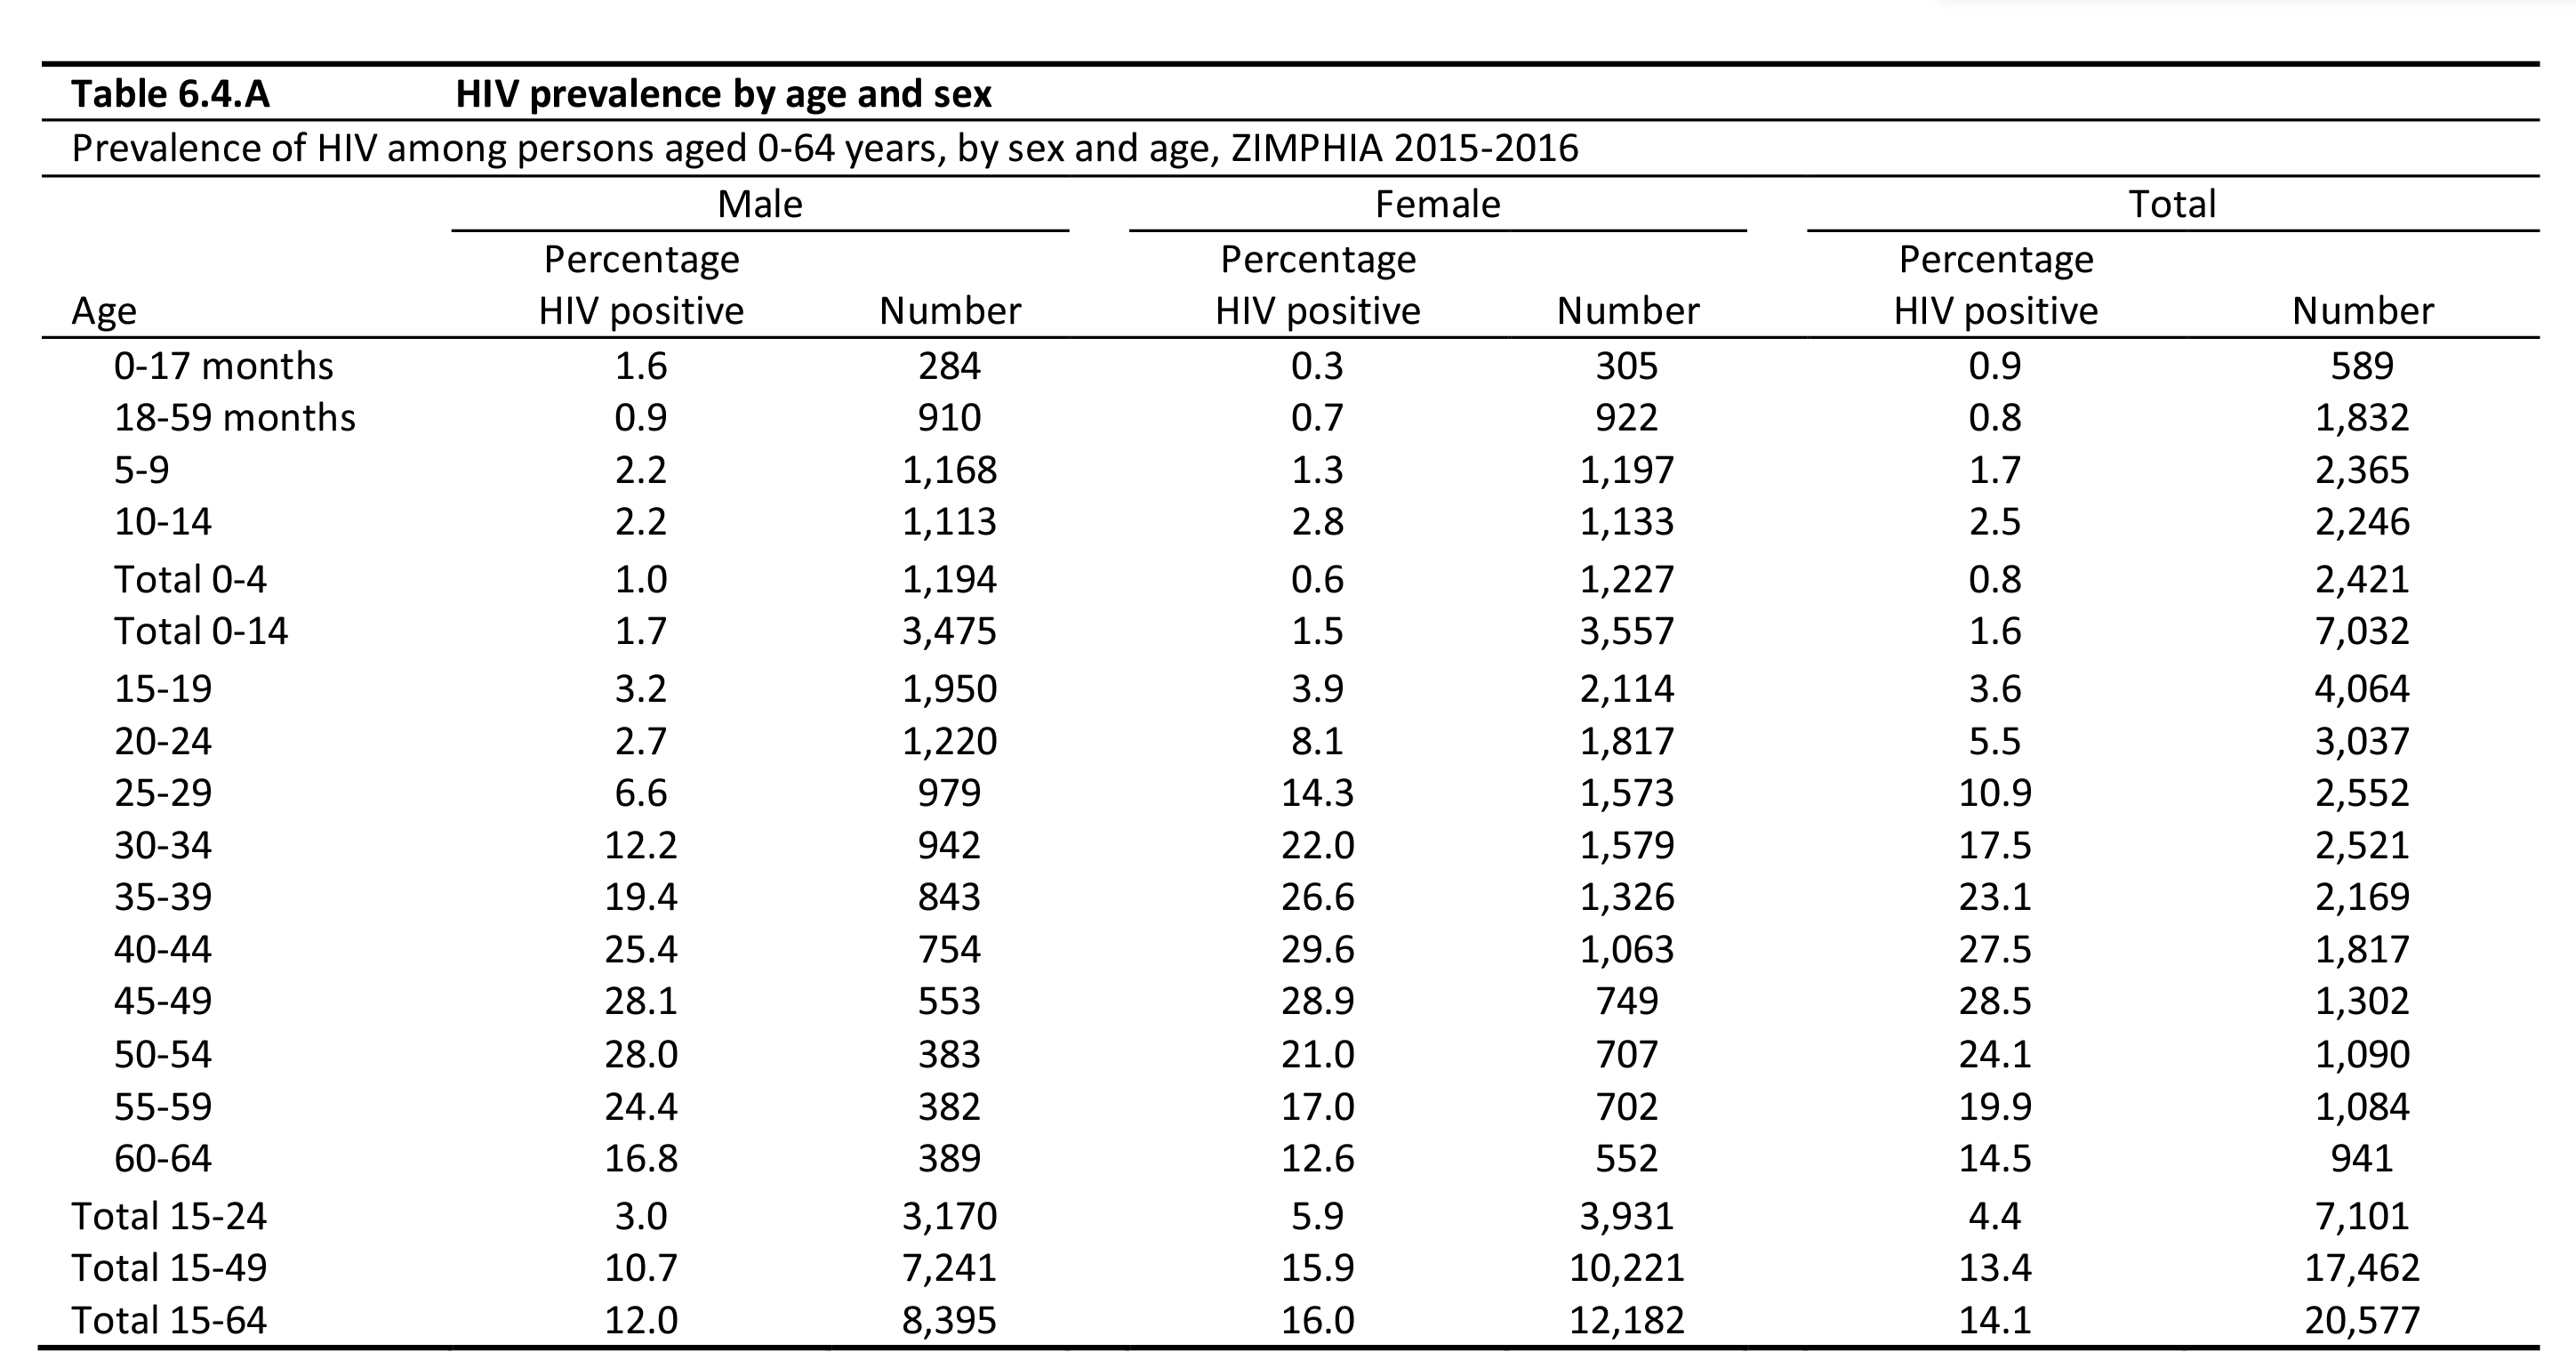 Table 6.4.A HIV prevalence by age and sex
Prevalence of HIV among persons aged 0-64 years, by sex and age, ZIMPHIA 2015-2016
Male Female Total
Percentage Percentage Percentage
Age HIV positive Number HIV positive Number HIV positive Number
0-17 months 1.6 284 0.3 305 0.9 589
18-59 months 0.9 910 0.7 922 0.8 1,832
5-9 2.2 1,168 1.3 1,197 1.7 2,365
10-14 2.2 1,113 2.8 1,133 2.5 2,246
Total 0-4 1.0 1,194 0.6 1,227 0.8 2,421
Total 0-14 1.7 3,475 1.5 3,557 1.6 7,032
15-19 3.2 1,950 3.9 2,114 3.6 4,064
20-24 2.7 1,220 8.1 1,817 5.5 3,037
25-29 6.6 979 14.3 1,573 10.9 2,552
30-34 12.2 942 22.0 1,579 17.5 2,521
35-39 19.4 843 26.6 1,326 23.1 2,169
40-44 25.4 754 29.6 1,063 27.5 1,817
45-49 28.1 553 28.9 749 28.5 1,302
50-54 28.0 383 21.0 707 24.1 1,090
55-59 24.4 382 17.0 702 19.9 1,084
60-64 16.8 389 12.6 552 14.5 941
Total 15-24 3.0 3,170 5.9 3,931 4.4 7,101
Total 15-49 10.7 7,241 15.9 10,221 13.4 17,462
Total 15-64 12.0 8,395 16.0 12,182 14.1 20,577